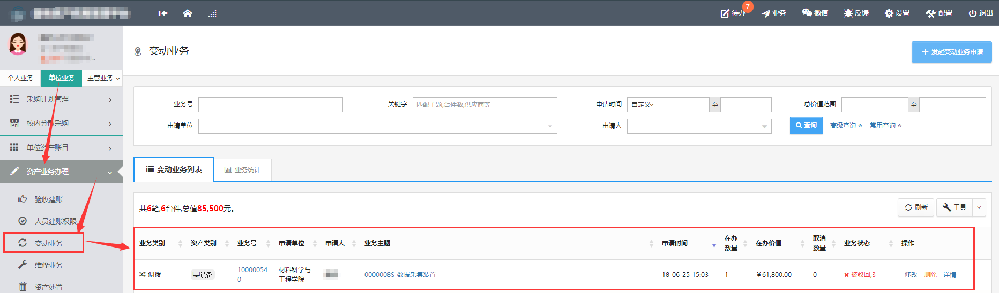 待办 7 业务 微信 反馈 设置 配置 退出
...
个人业务 单位业务 主管业务
采购计划管理
校内分散采购
单位资产账目
资产业务办理
验收建账
人员建账权限
变动业务
维修业务
资产处置
变动业务
发起变动业务申请
业务号 关键字 匹配主题,台件数,供应商等 申请时间 自定义 至 总价值范围 至
申请单位 申请人 查询 高级查询 常用查询
变动业务列表 业务统计
共6笔,6台件,总值85,500元。
刷新 工具
业务类别 资产类别 业务号 申请单位 申请人 业务主题 申请时间 在办数量 在办价值 取消数量 业务状态 操作
调拨 设备 100000540 材料科学与工程学院 0000008S-数据采集装置 18-06-25 15:03 1 ¥61,800.00 0 被驳回,3 修改 删除 详情